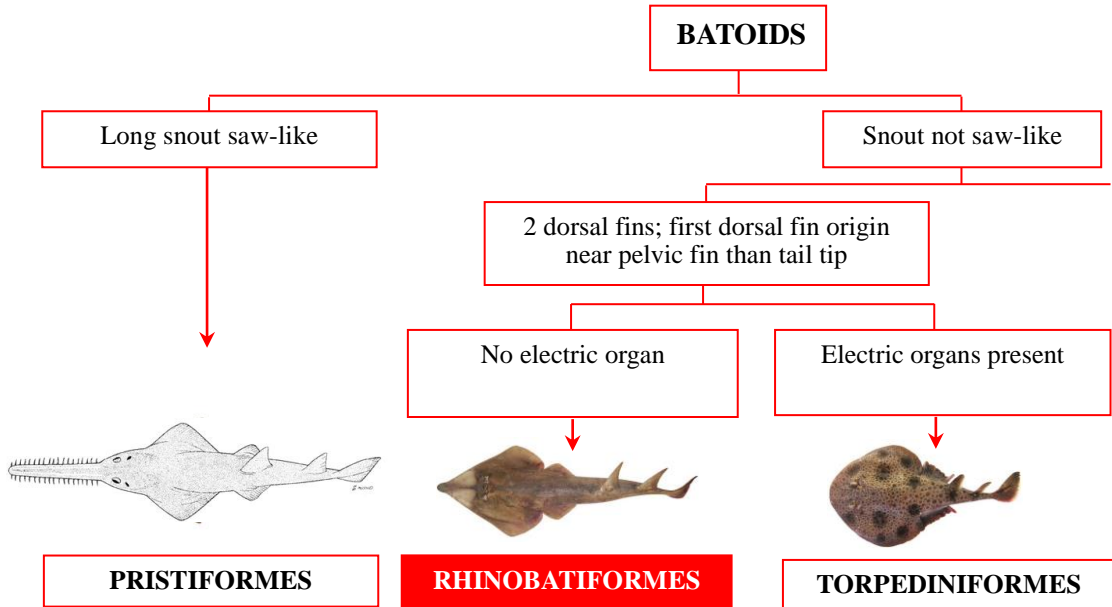 BATOIDS
Long snout saw-like
Snout not saw-like
2 dorsal fins; first dorsal fin origin
near pelvic fin than tail tip
No electric organ
Electric organs present
PRISTIFORMES
RHINOBATIFORMES
TORPEDINIFORMES